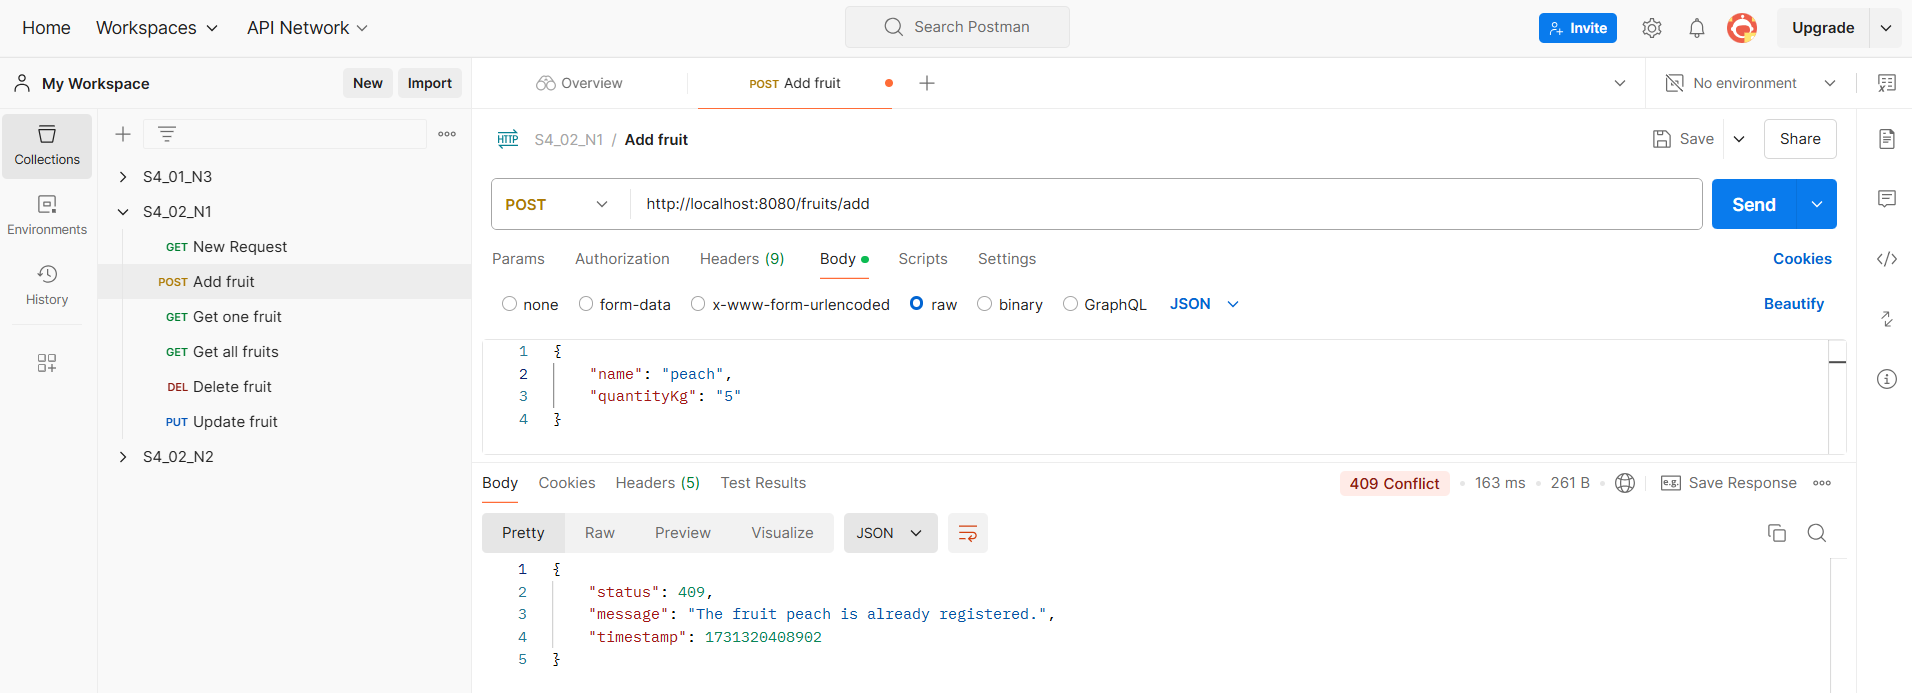 Home Workspaces API Network Search Postman Invite Upgrade
My Workspace New Import Overview POST Add fruit No environment
Collections
Environments
History
S4_01_N3
S4_02_N1
GET New Request
POST Add fruit
GET Get one fruit
GET Get all fruits
DEL Delete fruit
PUT Update fruit
S4_02_N2
HTTP S4_02_N1 / Add fruit Save Share
POST http://localhost:8080/fruits/add Send
Params Authorization Headers (9) Body Scripts Settings Cookies
none form-data x-www-form-urlencoded raw binary GraphQL JSON Beautify
1 {
2 "name": "peach",
3 "quantityKg": "5"
4 }
Body Cookies Headers (5) Test Results 409 Conflict 163 ms 261 B e.g. Save Response
Pretty Raw Preview Visualize JSON
1 {
2 "status": 409,
3 "message": "The fruit peach is already registered.",
4 "timestamp": 1731320408902
5 }